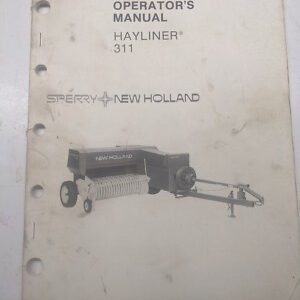 OPERATOR'S
MANUAL
HAYLINER®
311
SPERRY NEW HOLLAND
NEW HOLLAND